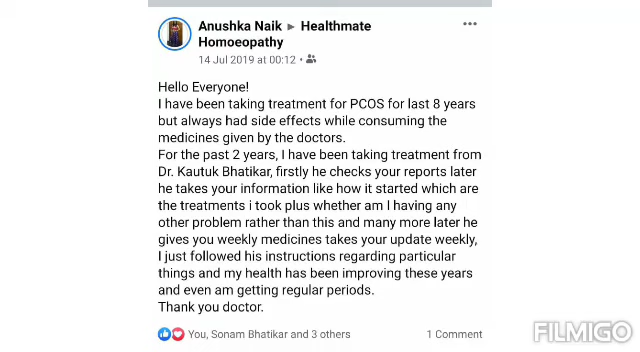 Anushka Naik ▸ Healthmate
Homoeopathy
14 Jul 2019 at 00:12 •
Hello Everyone!
I have been taking treatment for PCOS for last 8 years
but always had side effects while consuming the
medicines given by the doctors.
For the past 2 years, I have been taking treatment from
Dr. Kautuk Bhatikar, firstly he checks your reports later
he takes your information like how it started which are
the treatments i took plus whether am I having any
other problem rather than this and many more later he
gives you weekly medicines takes your update weekly,
I just followed his instructions regarding particular
things and my health has been improving these years
and even am getting regular periods.
Thank you doctor.
You, Sonam Bhatikar and 3 others 1 Comment
FILMIGO